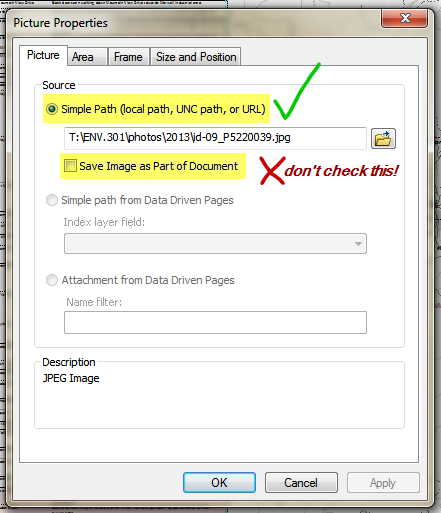 Picture Properties
Picture Area Frame Size and Position
Source
Simple Path (local path, UNC path, or URL)
T:\ENV.301\photos\2013\id-09_P5220039.jpg
Save Image as Part of Document
don't check this!
Simple path from Data Driven Pages
Index layer field:
Attachment from Data Driven Pages
Name filter:
Description
JPEG Image
OK Cancel Apply